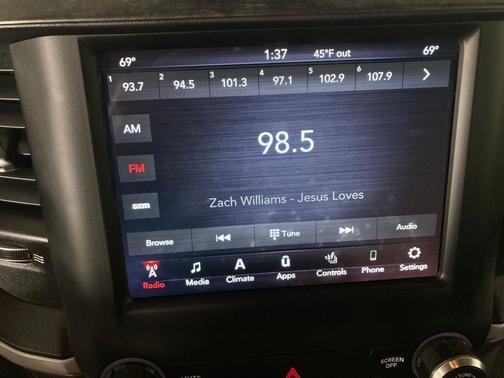 69° 1:37 45°F out 69°
1 93.7 2 94.5 3 101.3 4 97.1 5 102.9 6 107.9
AM
FM
98.5
sxm
Zach Williams - Jesus Loves
Browse Tune Audio
Radio Media Climate Apps Controls Phone Settings
SCREEN OFF